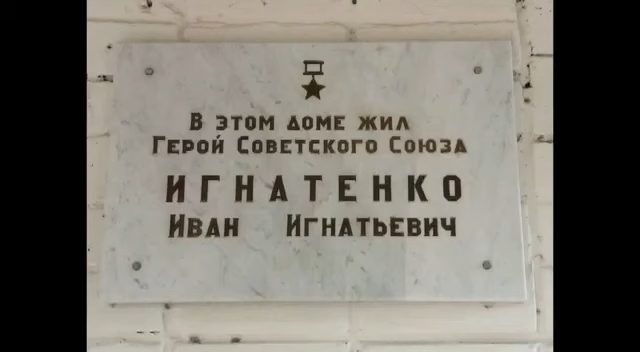 В этом доме жил
Герой Советского Союза
ИГНАТЕНКО
Иван Игнатьевич